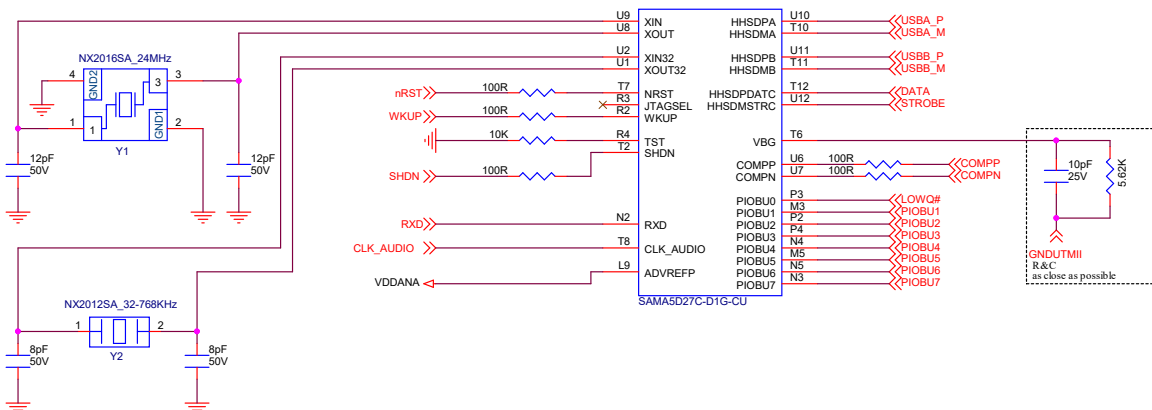 U9 XIN HHSDPA U10 USBA_P
U8 XOUT HHSDMA T10 USBA_M
NX2016SA_24MHz
U2 XIN32 HHSDPB U11 USBB_P
U1 XOUT32 HHSDMB T11 USBB_M
4 GND2 3 3
nRST 100R T7 NRST HHSDPDATC T12 DATA
R3 JTAGSEL HHSDMSTRC U12 STROBE
WKUP 100R R2 WKUP
1 1 GND1 2
10K R4 TST VBG T6
Y1
T2 SHDN
12pF
50V
12pF
50V
COMPP U6 100R COMPP
SHDN 100R COMPN U7 100R COMPN
10pF
25V
5.62K
PIOBU0 P3 LOWQ#
PIOBU1 M3 PIOBU1
RXD N2 RXD PIOBU2 P2 PIOBU2
PIOBU3 P4 PIOBU3
CLK_AUDIO T8 CLK_AUDIO PIOBU4 N4 PIOBU4
PIOBU5 M5 PIOBU5
VDDANA L9 ADVREFP PIOBU6 N5 PIOBU6
PIOBU7 N3 PIOBU7
GNDUTMII
R&C
as close as possible
SAMA5D27C-D1G-CU
NX2012SA_32-768KHz
1 2
Y2
8pF
50V
8pF
50V